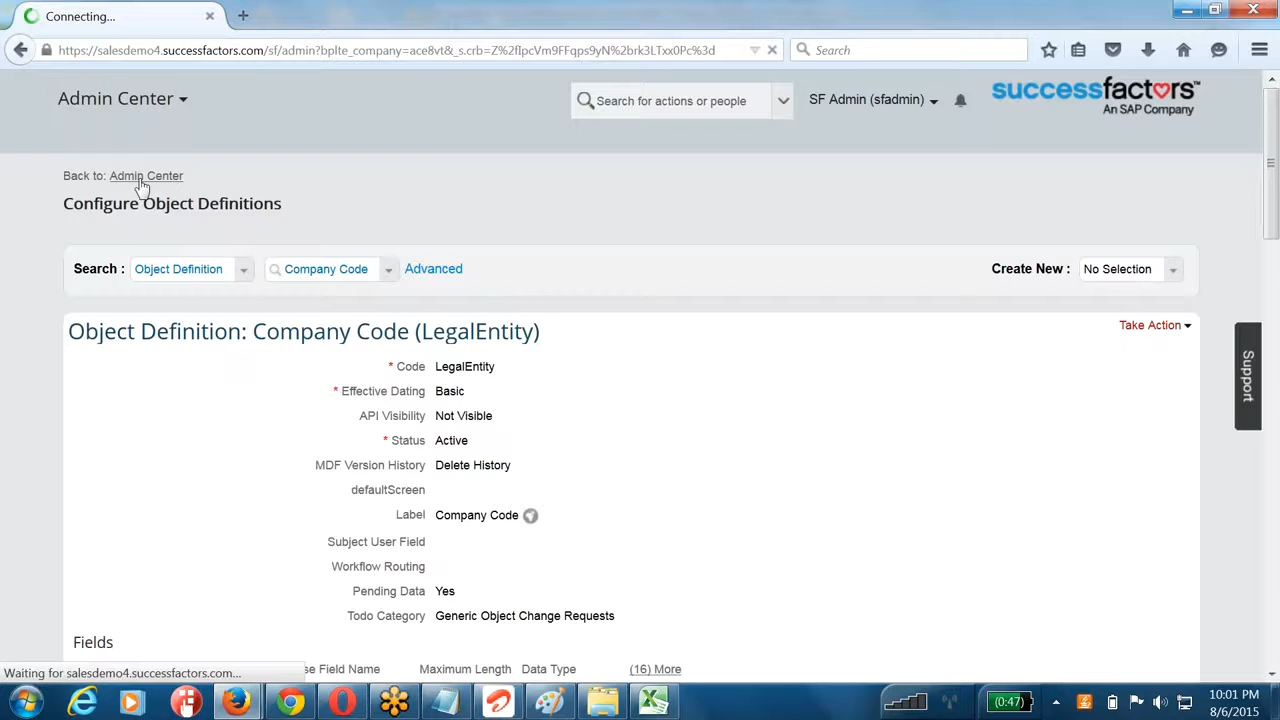 Connecting...
https://salesdemo4.successfactors.com/sf/admin?bplte_company=ace8vt&_s.crb=Z%2flpcVm9FFqps9yN%2brk3LTxx0Pc%3d
Search
Admin Center
Search for actions or people
SF Admin (sfadmin)
successfactors™
An SAP Company
Back to: Admin Center
Configure Object Definitions
Search : Object Definition Company Code Advanced
Create New : No Selection
Object Definition: Company Code (LegalEntity)
Take Action
* Code LegalEntity
* Effective Dating Basic
API Visibility Not Visible
* Status Active
MDF Version History Delete History
defaultScreen
Label Company Code
Subject User Field
Workflow Routing
Pending Data Yes
Todo Category Generic Object Change Requests
Support
Fields
se Field Name Maximum Length Data Type (16) More
Waiting for salesdemo4.successfactors.com...
(0:47)
10:01 PM
8/6/2015